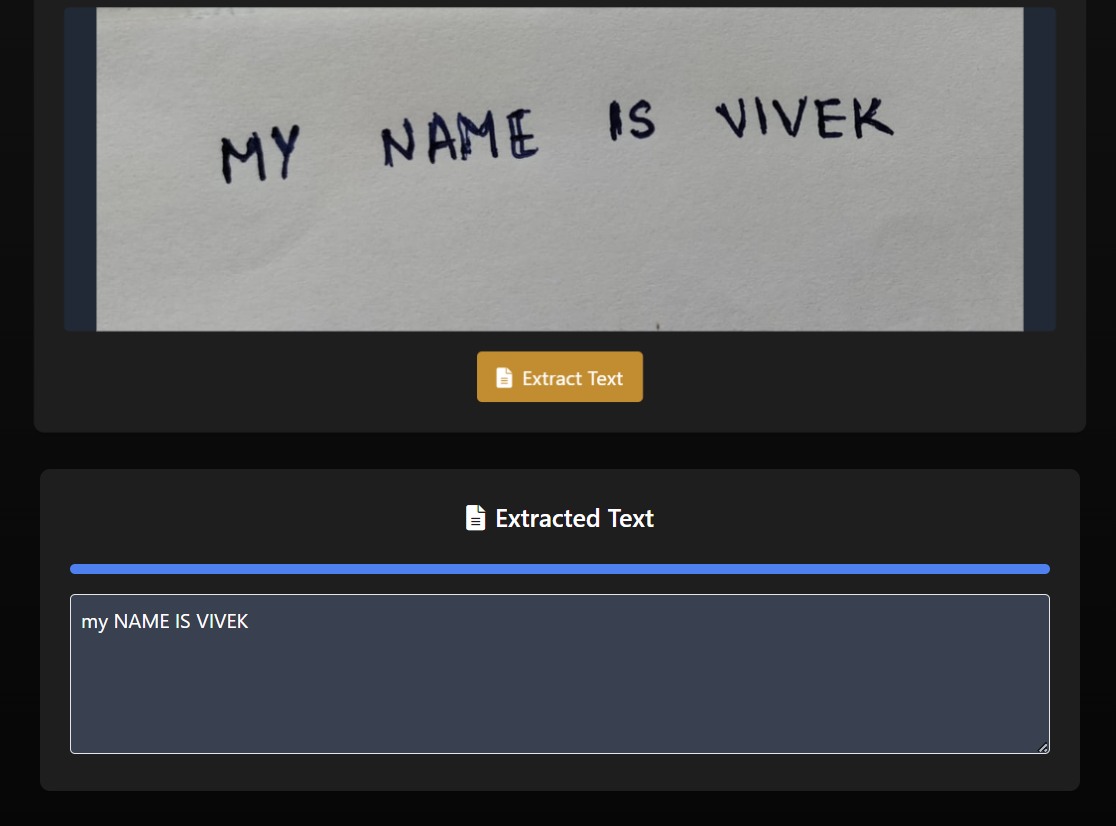 MY NAME IS VIVEK
Extract Text
Extracted Text
my NAME IS VIVEK